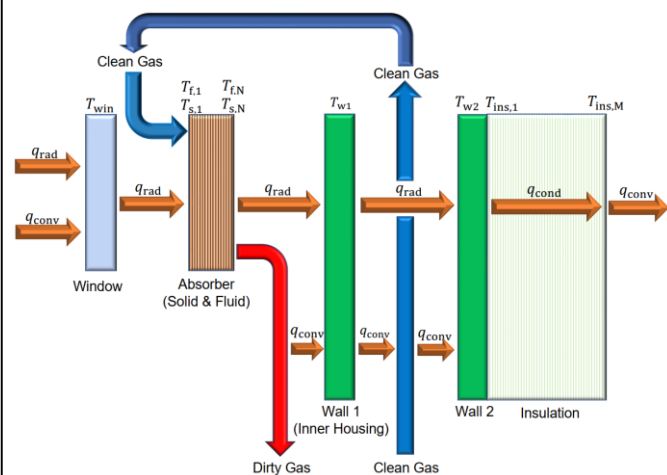 Clean Gas
Clean Gas
T_win
T_f,1 T_f,N
T_s,1 T_s,N
T_w1
T_w2 T_ins,1 T_ins,M
q_rad
q_conv
q_rad
q_rad
q_rad
q_cond
q_conv
Window
Absorber
(Solid & Fluid)
q_conv
q_conv
q_conv
Wall 1
(Inner Housing)
Wall 2
Insulation
Dirty Gas
Clean Gas